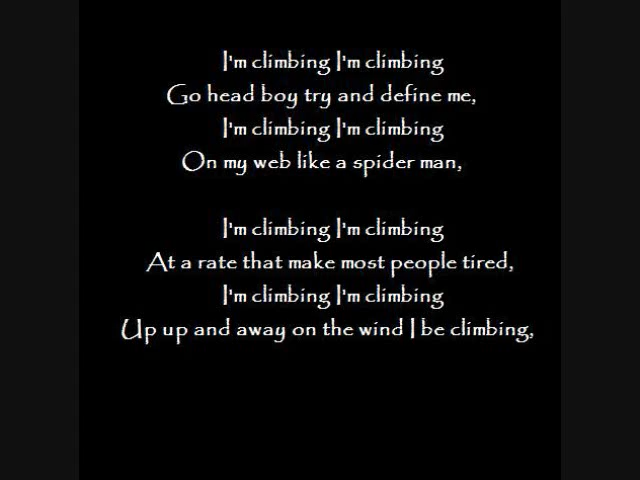 I'm climbing I'm climbing
Go head boy try and define me,
I'm climbing I'm climbing
On my web like a spider man,
I'm climbing I'm climbing
At a rate that make most people tired,
I'm climbing I'm climbing
Up up and away on the wind I be climbing,